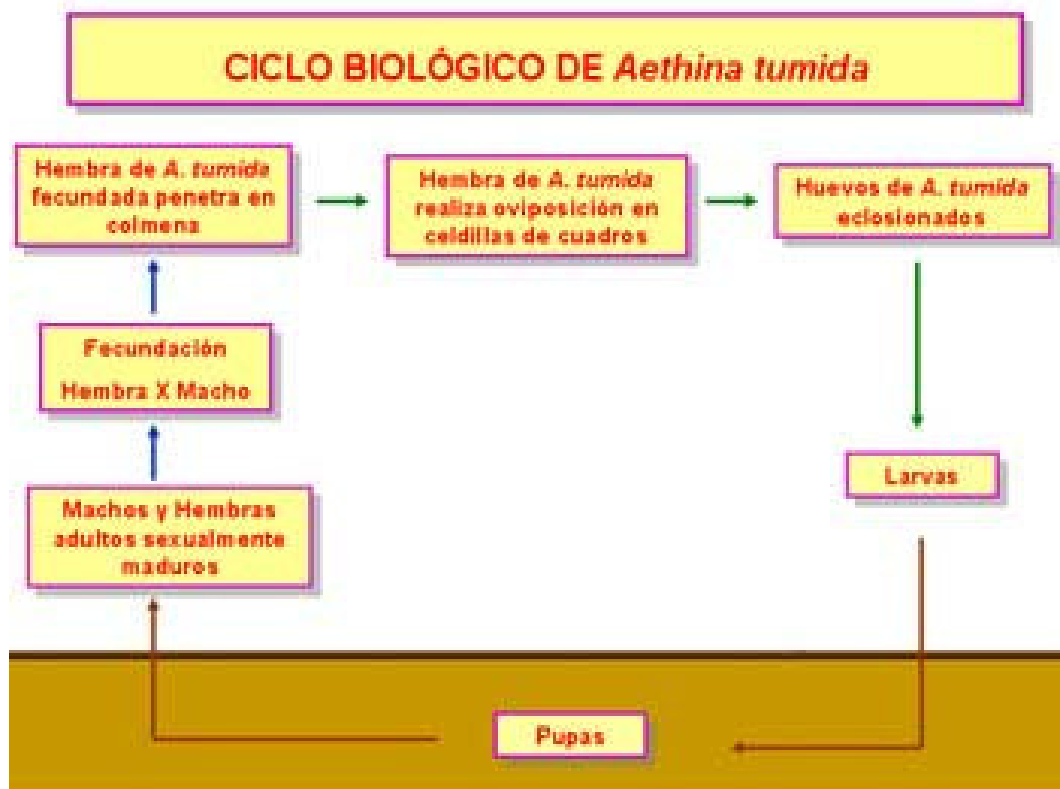 CICLO BIOLÓGICO DE Aethina tumida
Hembra de A. tumida
fecundada penetra en
colmena
Hembra de A. tumida
realiza oviposición en
celdillas de cuadros
Huevos de A. tumida
eclosionados
Fecundación
Hembra X Macho
Larvas
Machos y Hembras
adultos sexualmente
maduros
Pupas